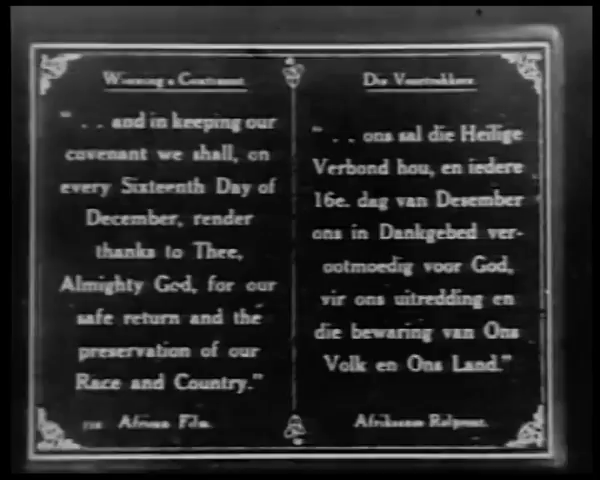 Winning a Continent
" . . and in keeping our
covenant we shall, on
every Sixteenth Day of
December, render
thanks to Thee,
Almighty God, for our
safe return and the
preservation of our
Race and Country."
African Film.
Die Voortrekkers
" . . ons sal die Heilige
Verbond hou, en iedere
16e. dag van Desember
ons in Dankgebed ver-
ootmoedig voor God,
vir ons uitredding en
die bewaring van Ons
Volk en Ons Land."
Afrikaanse Rolprent.